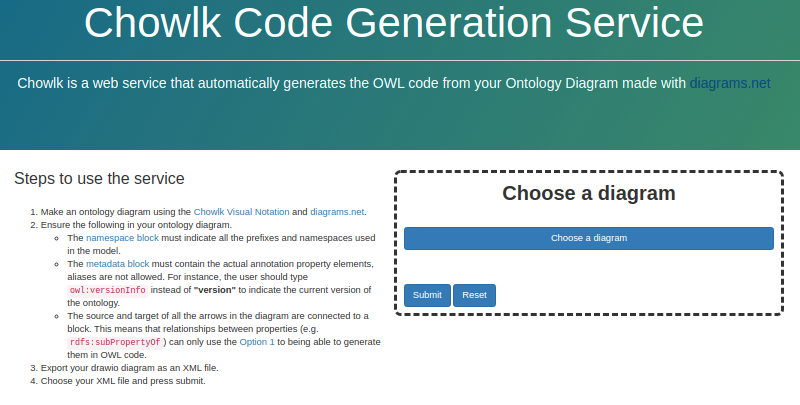 Chowlk Code Generation Service
Chowlk is a web service that automatically generates the OWL code from your Ontology Diagram made with diagrams.net
Steps to use the service
1. Make an ontology diagram using the Chowlk Visual Notation and diagrams.net.
2. Ensure the following in your ontology diagram.
The namespace block must indicate all the prefixes and namespaces used
in the model.
The metadata block must contain the actual annotation property elements,
aliases are not allowed. For instance, the user should type
owl:versionInfo instead of "version" to indicate the current version of
the ontology.
The source and target of all the arrows in the diagram are connected to a
block. This means that relationships between properties (e.g.
rdfs:subPropertyOf ) can only use the Option 1 to being able to generate
them in OWL code.
3. Export your drawio diagram as an XML file.
4. Choose your XML file and press submit.
Choose a diagram
Choose a diagram
Submit Reset